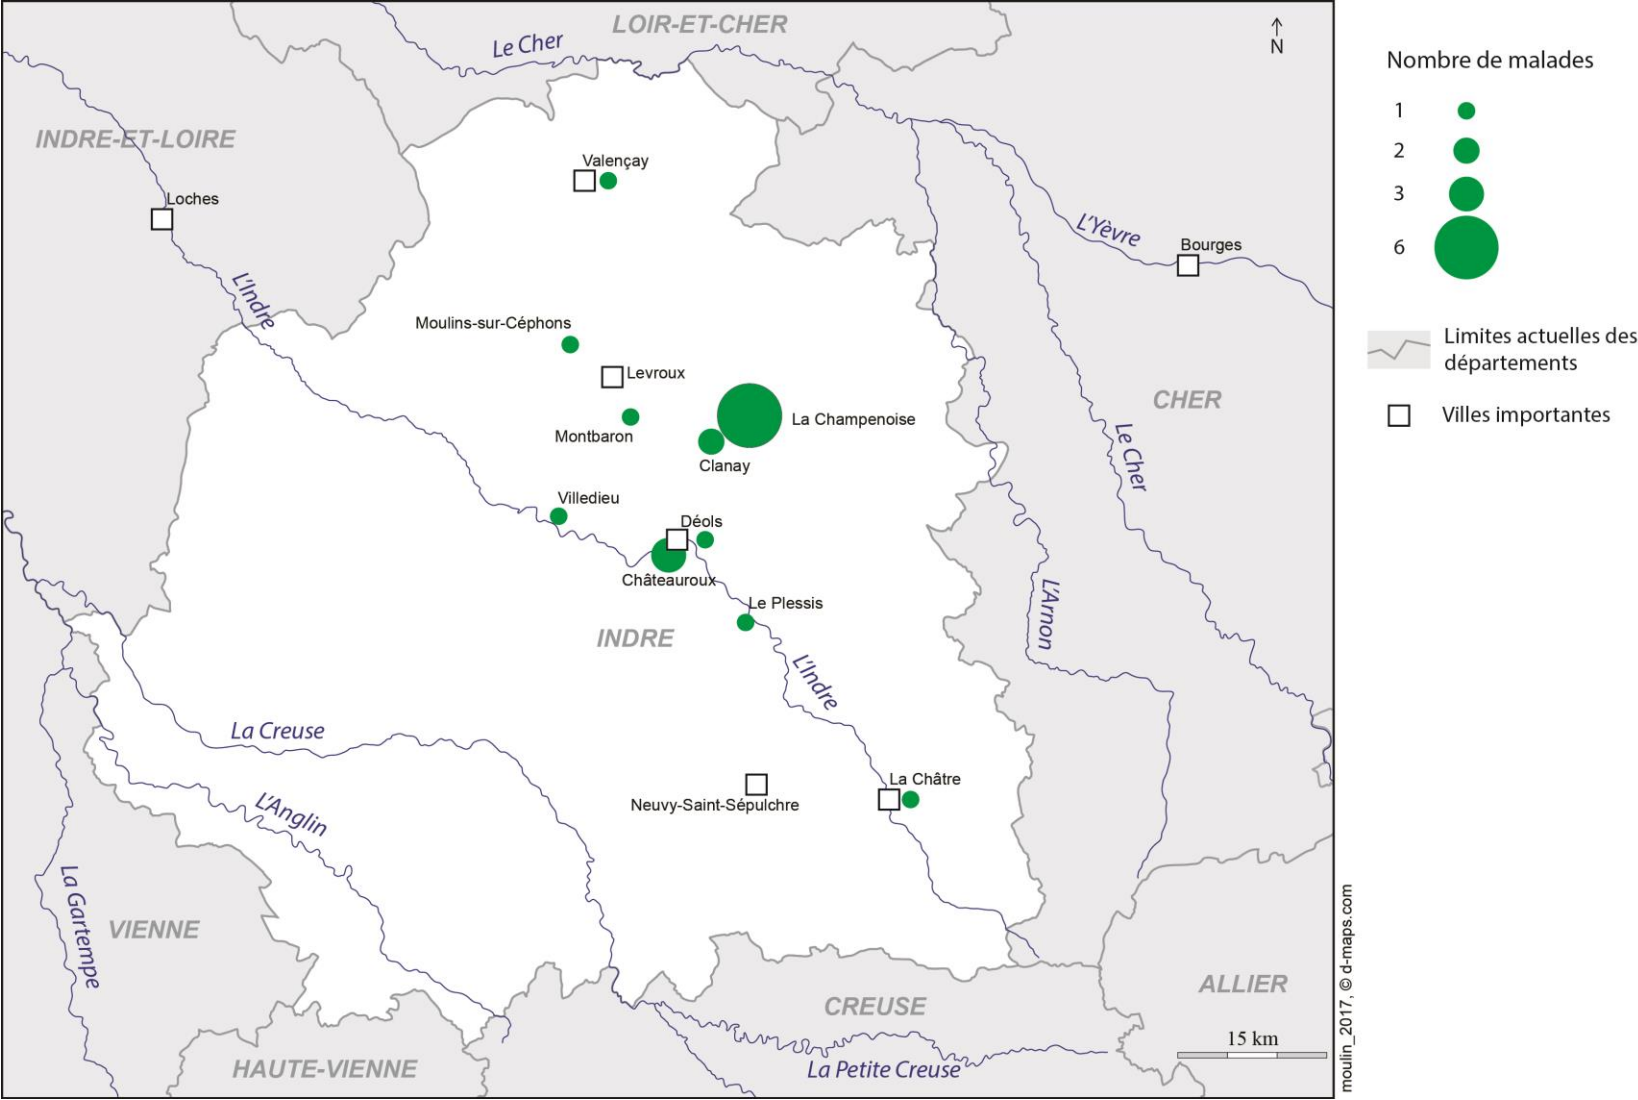 LOIR-ET-CHER
Le Cher
N
INDRE-ET-LOIRE
Valençay
Loches
L'Yèvre
Bourges
L'Indre
Moulins-sur-Céphons
Levroux
CHER
La Champenoise
Montbaron
Clanay
Le Cher
Villedieu
Déols
Châteauroux
Le Plessis
L'Arnon
INDRE
L'Indre
La Creuse
La Châtre
Neuvy-Saint-Sépulchre
L'Anglin
La Gartempe
VIENNE
ALLIER
CREUSE
15 km
HAUTE-VIENNE
La Petite Creuse
moulin_2017, © d-maps.com
Nombre de malades
1
2
3
6
Limites actuelles des
départements
Villes importantes